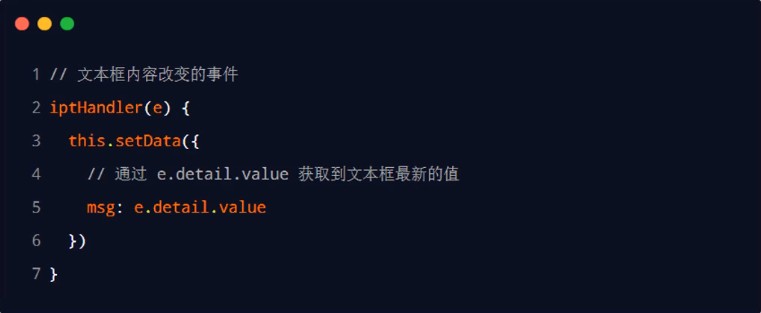 1 // 文本框内容改变的事件
2 iptHandler(e) {
3   this.setData({
4     // 通过 e.detail.value 获取到文本框最新的值
5     msg: e.detail.value
6   })
7 }